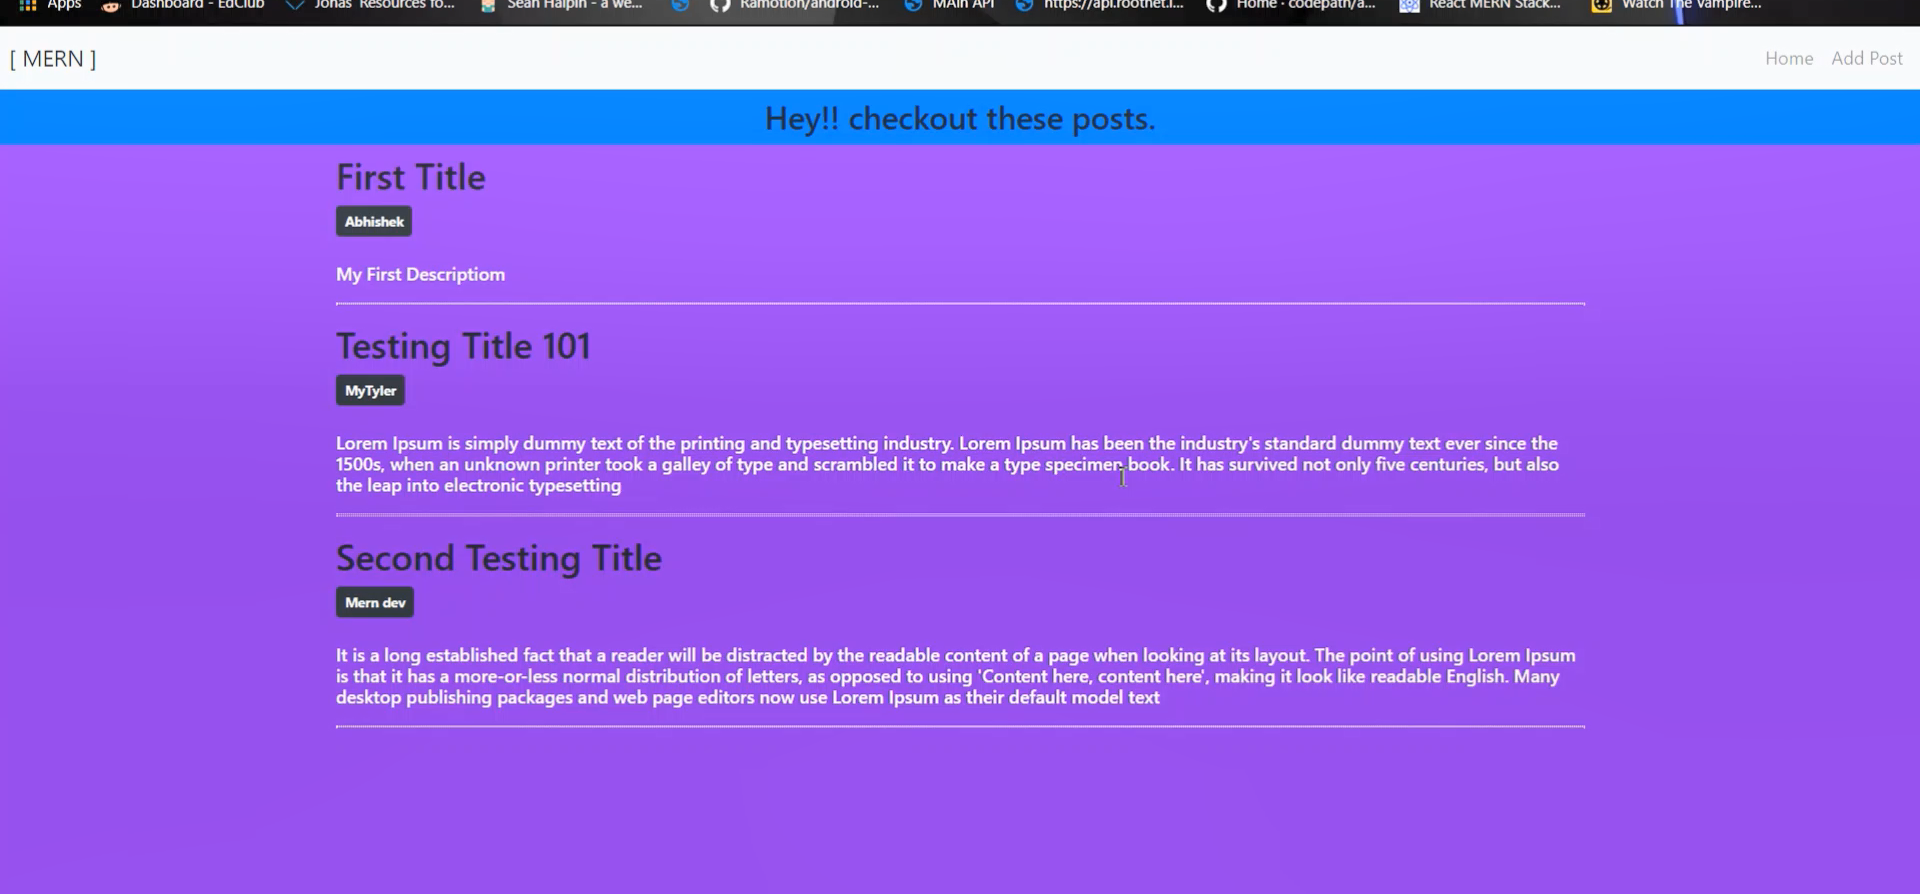 Apps Dashboard - EdClub Jonas' Resources fo... Sean Halpin - a we... Ramotion/android-... MAin API https://api.rootnet.i... Home · codepath/a... React MERN Stack... Watch The Vampire...
[ MERN ] Home Add Post
Hey!! checkout these posts.
First Title
Abhishek
My First Descriptiom
Testing Title 101
MyTyler
Lorem Ipsum is simply dummy text of the printing and typesetting industry. Lorem Ipsum has been the industry's standard dummy text ever since the
1500s, when an unknown printer took a galley of type and scrambled it to make a type specimen book. It has survived not only five centuries, but also
the leap into electronic typesetting
Second Testing Title
Mern dev
It is a long established fact that a reader will be distracted by the readable content of a page when looking at its layout. The point of using Lorem Ipsum
is that it has a more-or-less normal distribution of letters, as opposed to using 'Content here, content here', making it look like readable English. Many
desktop publishing packages and web page editors now use Lorem Ipsum as their default model text